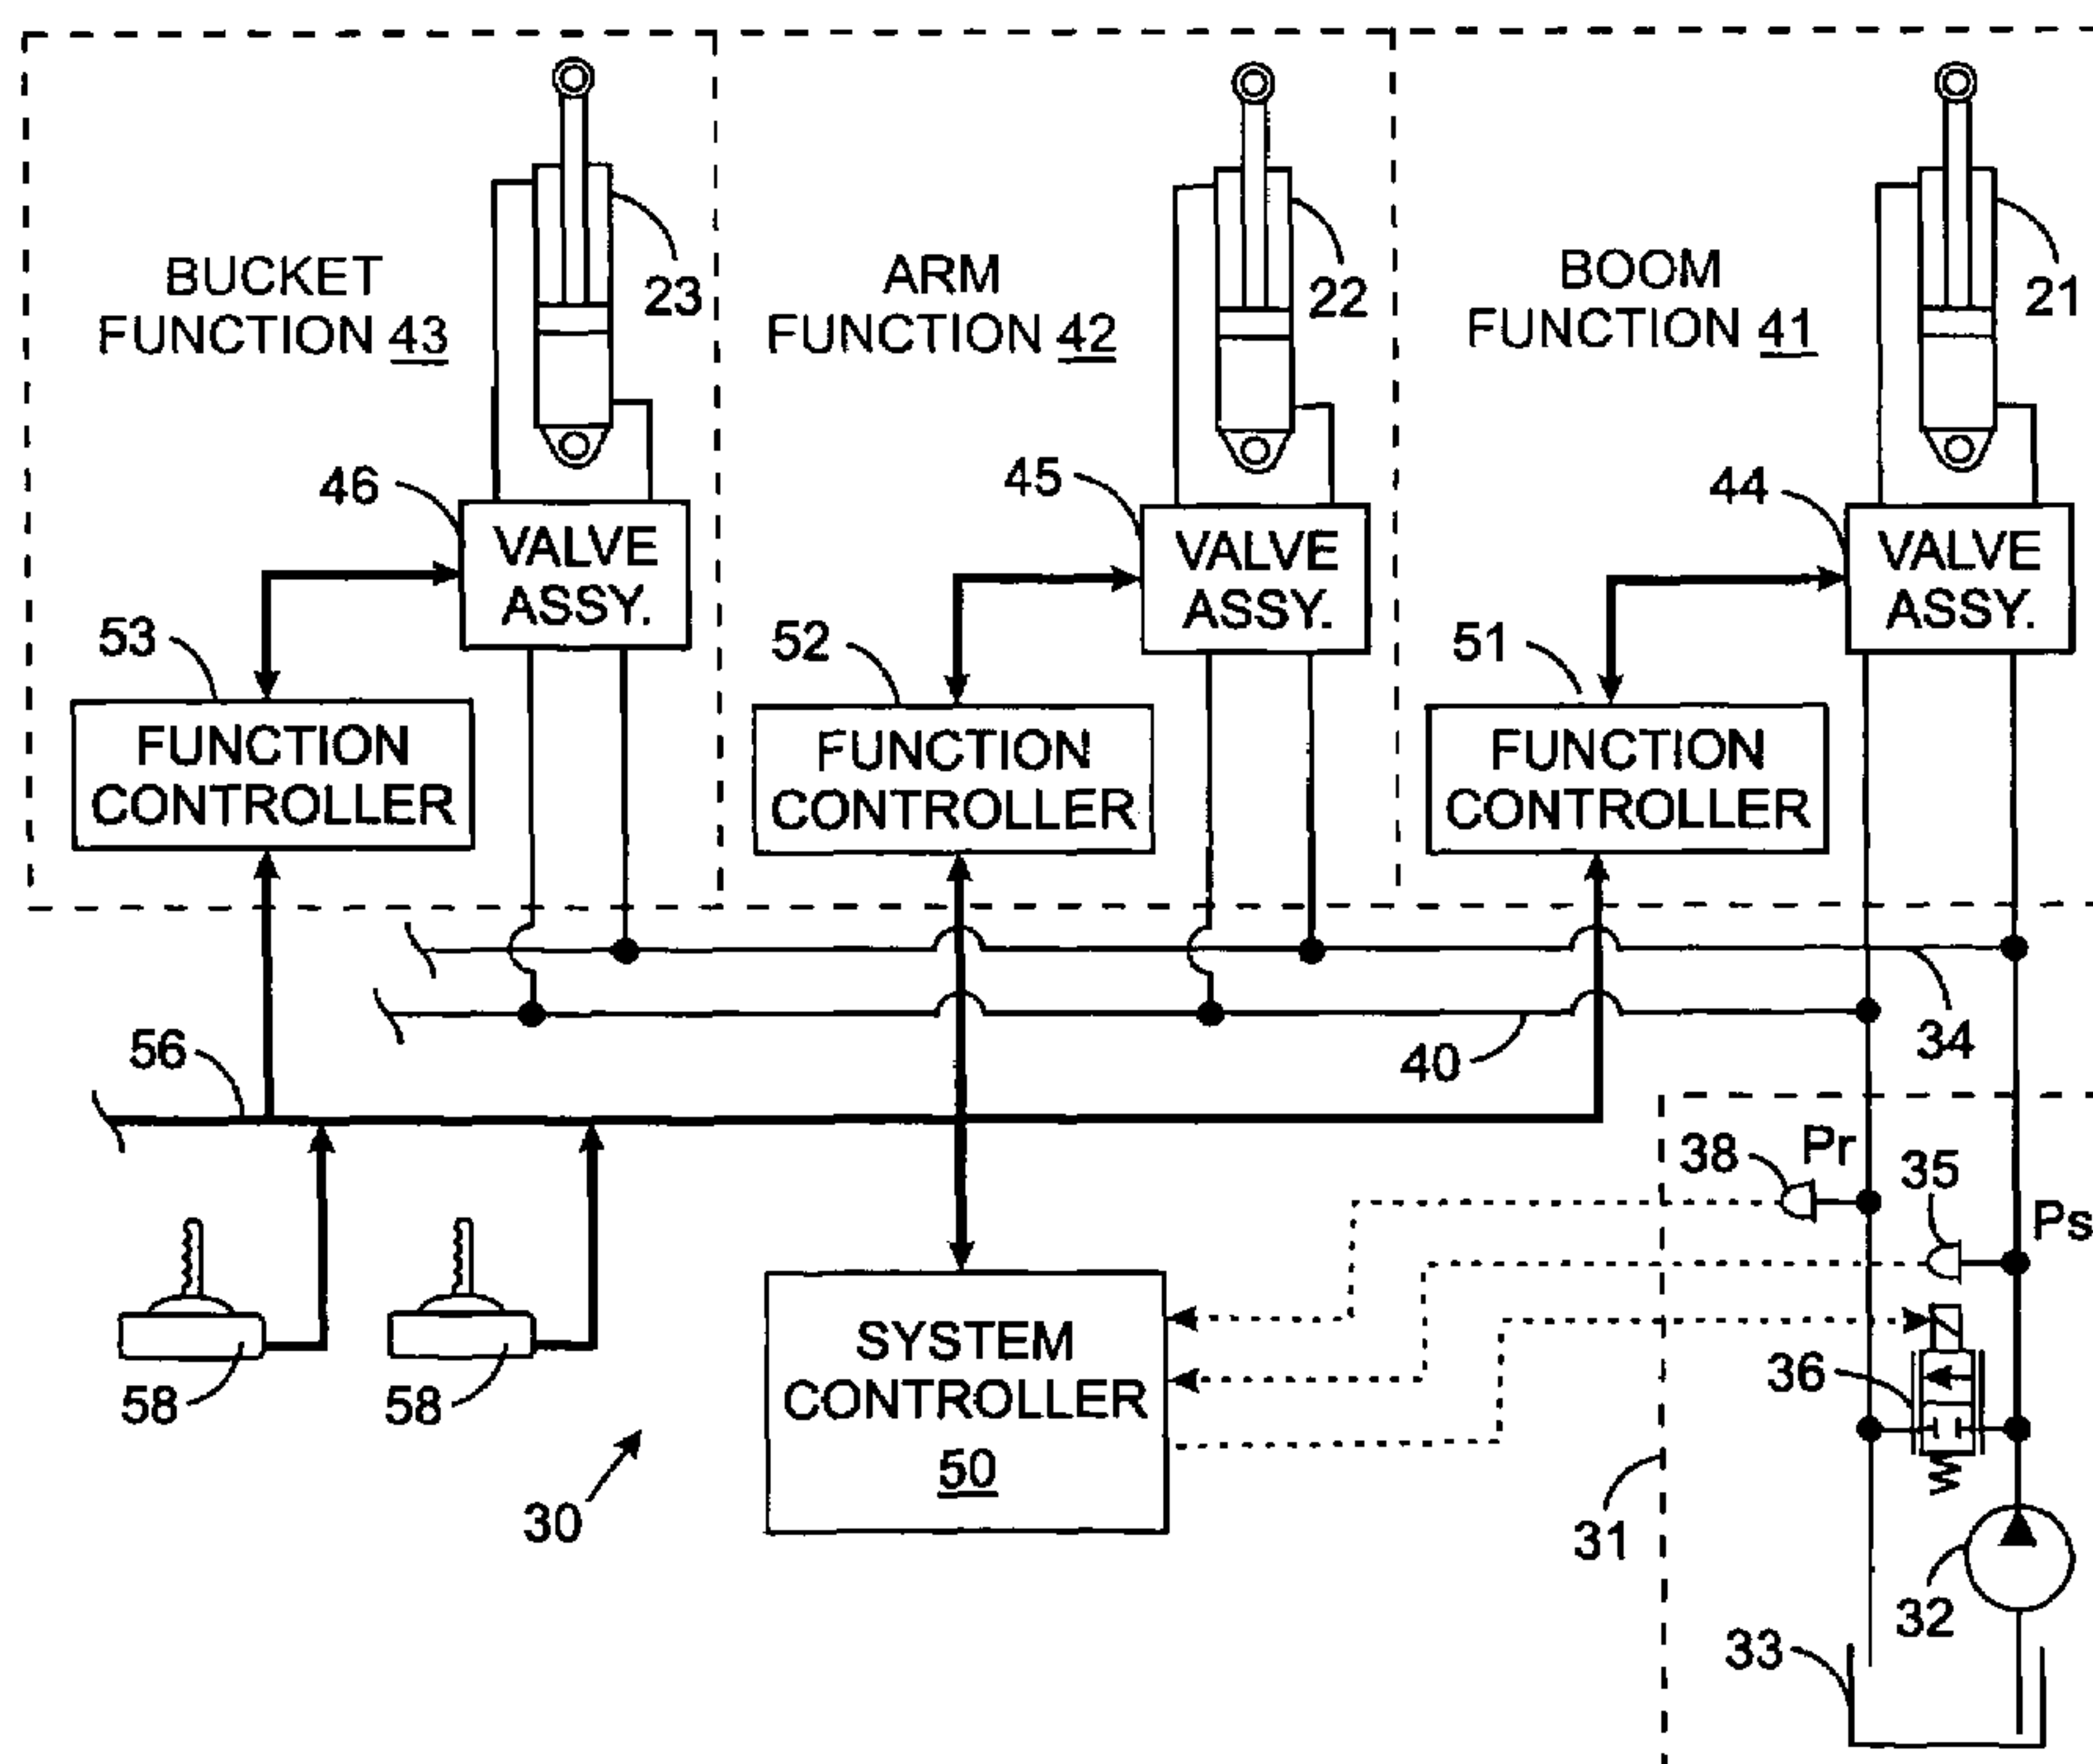 BUCKET
FUNCTION 43
23
ARM
FUNCTION 42
22
BOOM
FUNCTION 41
21
46
VALVE
ASSY.
45
VALVE
ASSY.
44
VALVE
ASSY.
53
FUNCTION
CONTROLLER
52
FUNCTION
CONTROLLER
51
FUNCTION
CONTROLLER
34
40
56
38
Pr
35
Ps
58
58
SYSTEM
CONTROLLER
50
36
30
31
32
33